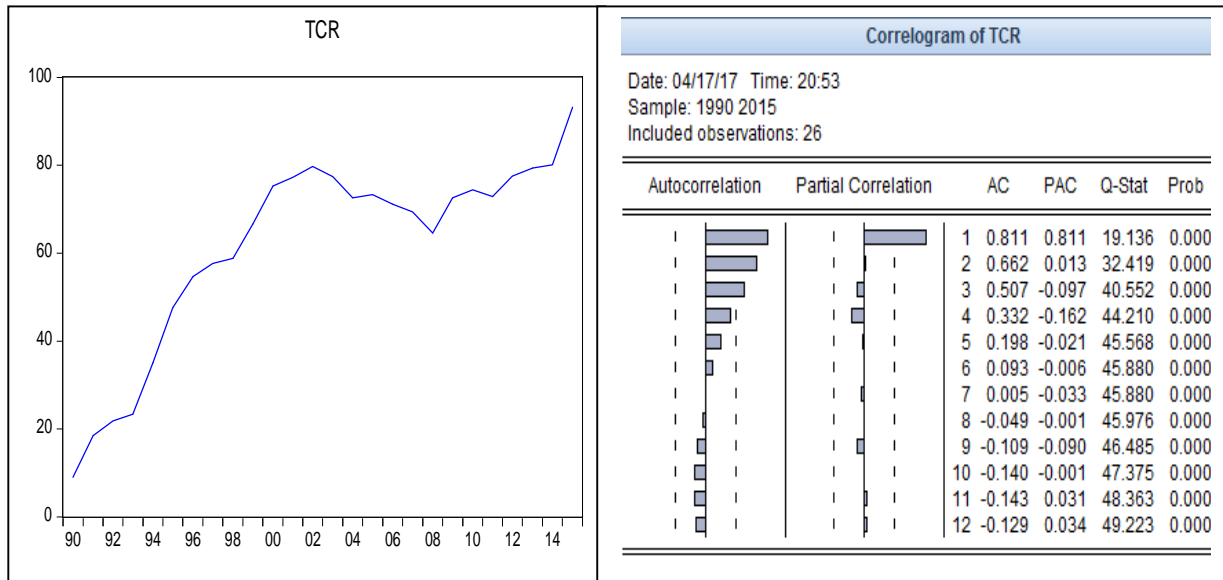 TCR
100
80
60
40
20
0
90 92 94 96 98 00 02 04 06 08 10 12 14
Correlogram of TCR
Date: 04/17/17 Time: 20:53
Sample: 1990 2015
Included observations: 26
Autocorrelation Partial Correlation AC PAC Q-Stat Prob
1 0.811 0.811 19.136 0.000
2 0.662 0.013 32.419 0.000
3 0.507 -0.097 40.552 0.000
4 0.332 -0.162 44.210 0.000
5 0.198 -0.021 45.568 0.000
6 0.093 -0.006 45.880 0.000
7 0.005 -0.033 45.880 0.000
8 -0.049 -0.001 45.976 0.000
9 -0.109 -0.090 46.485 0.000
10 -0.140 -0.001 47.375 0.000
11 -0.143 0.031 48.363 0.000
12 -0.129 0.034 49.223 0.000